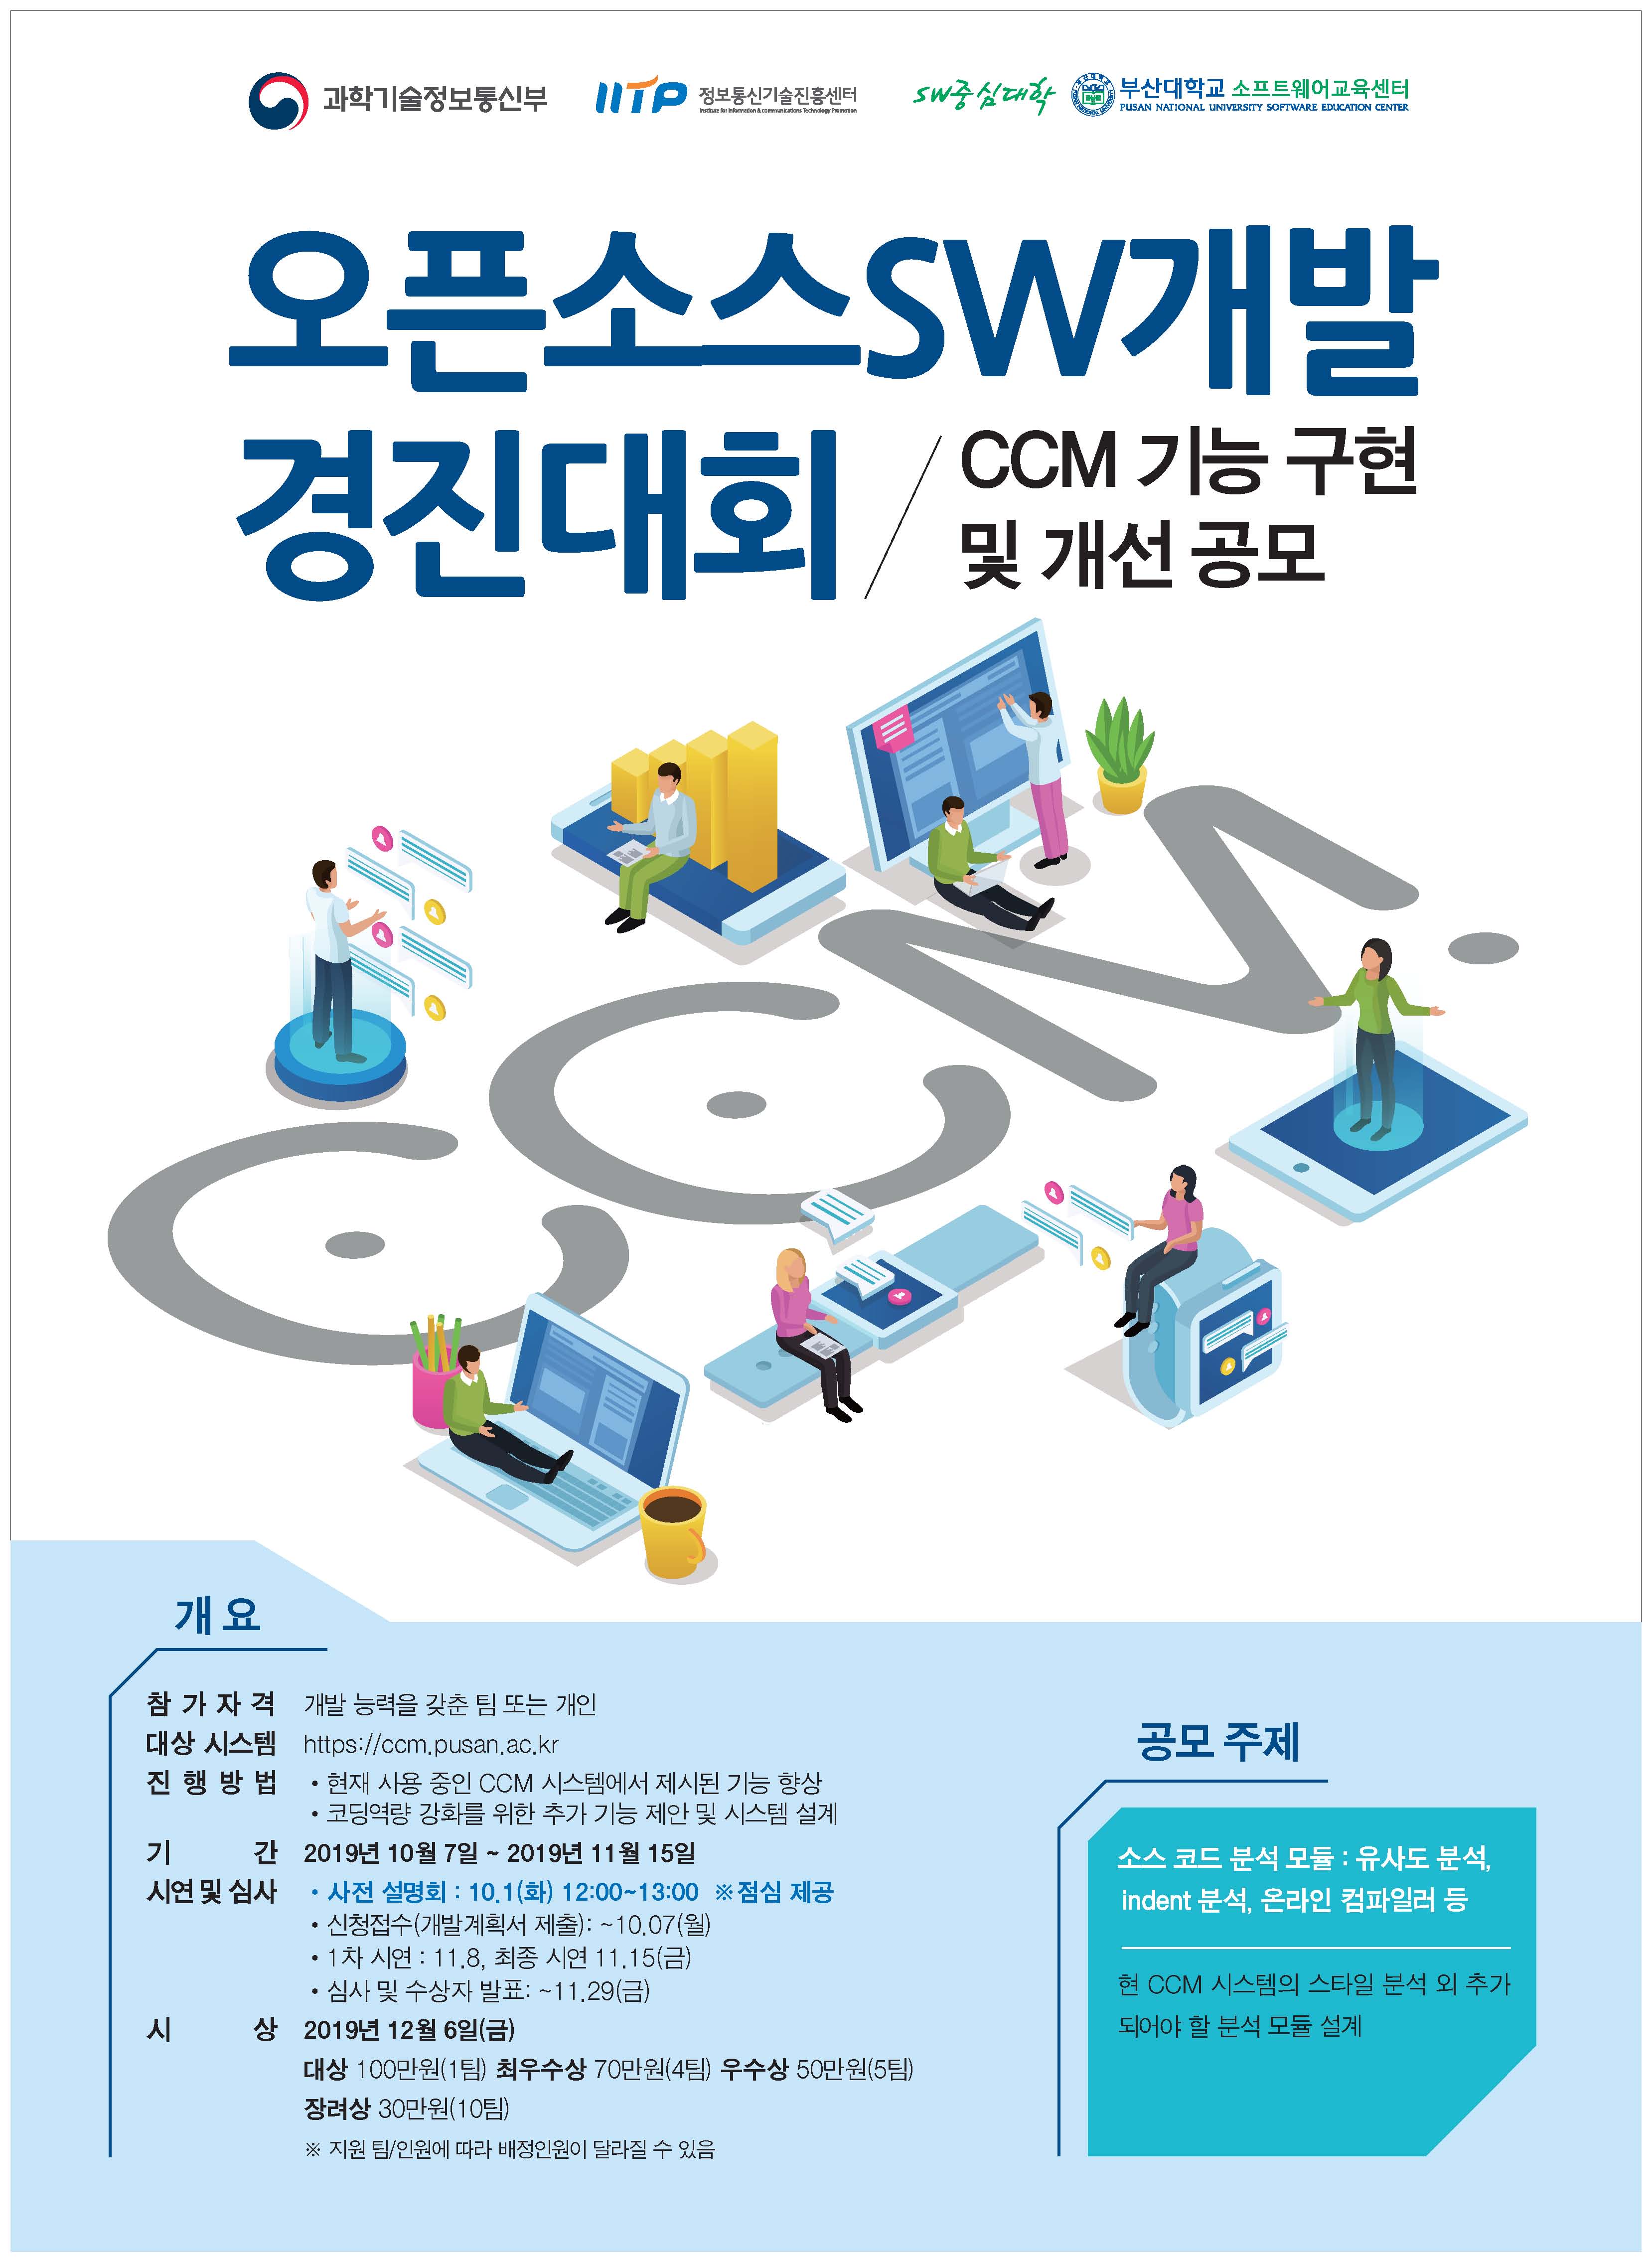 과학기술정보통신부
IITP 정보통신기술진흥센터
Institute for Information & communications Technology Promotion
SW중심대학
부산대학교 소프트웨어교육센터
PUSAN NATIONAL UNIVERSITY SOFTWARE EDUCATION CENTER
오픈소스SW개발
경진대회
CCM 기능 구현
및 개선 공모
C.C.M.
개요
참가자격 개발 능력을 갖춘 팀 또는 개인
대상 시스템 https://ccm.pusan.ac.kr
진행방법 • 현재 사용 중인 CCM 시스템에서 제시된 기능 향상
• 코딩역량 강화를 위한 추가 기능 제안 및 시스템 설계
기간 2019년 10월 7일 ~ 2019년 11월 15일
시연 및 심사 • 사전 설명회 : 10.1(화) 12:00~13:00 ※점심 제공
• 신청접수(개발계획서 제출): ~10.07(월)
• 1차 시연 : 11.8, 최종 시연 11.15(금)
• 심사 및 수상자 발표: ~11.29(금)
시상 2019년 12월 6일(금)
대상 100만원(1팀) 최우수상 70만원(4팀) 우수상 50만원(5팀)
장려상 30만원(10팀)
※ 지원 팀/인원에 따라 배정인원이 달라질 수 있음
공모 주제
소스 코드 분석 모듈 : 유사도 분석,
indent 분석, 온라인 컴파일러 등
현 CCM 시스템의 스타일 분석 외 추가
되어야 할 분석 모듈 설계